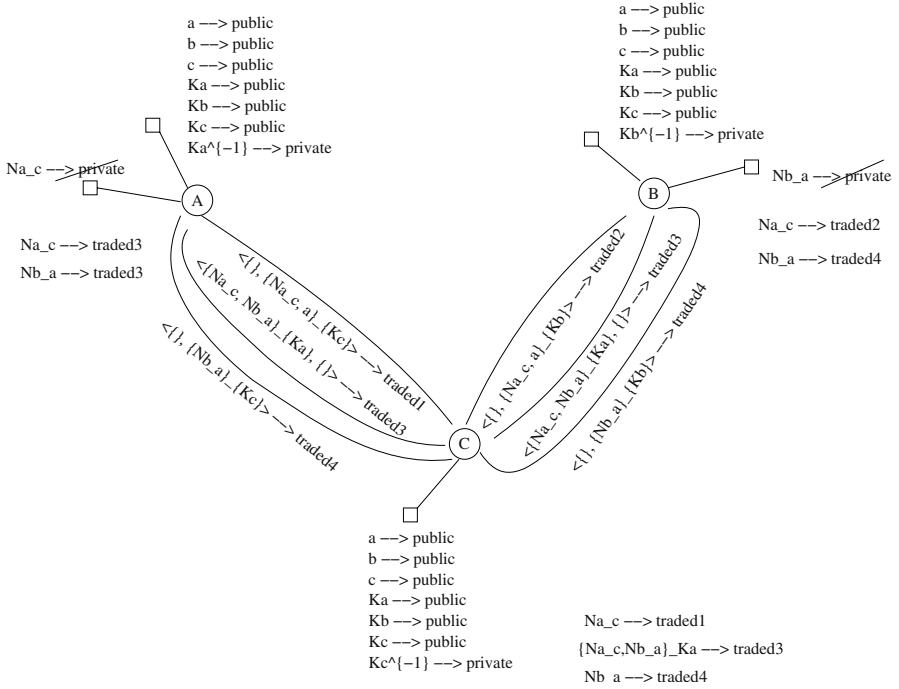 a −−> public
b −−> public
c −−> public
Ka −−> public
Kb −−> public
Kc −−> public
Ka^{−1} −−> private
a −−> public
b −−> public
c −−> public
Ka −−> public
Kb −−> public
Kc −−> public
Kb^{−1} −−> private
Na_c −−> private
Nb_a −−> private
A
B
Na_c −−> traded3
Nb_a −−> traded3
Na_c −−> traded2
Nb_a −−> traded4
<{}, {Na_c, a}_{Kc}> −−> traded1
<{Na_c, Nb_a}_{Ka}, {}> −−> traded3
<{}, {Nb_a}_{Kc}> −−> traded4
<{}, {Na_c, a}_{Kb}> −−> traded2
<{Na_c, Nb_a}_{Ka}, {}> −−> traded3
<{}, {Nb_a}_{Kb}> −−> traded4
C
a −−> public
b −−> public
c −−> public
Ka −−> public
Kb −−> public
Kc −−> public
Kc^{−1} −−> private
Na_c −−> traded1
{Na_c,Nb_a}_Ka −−> traded3
Nb_a −−> traded4